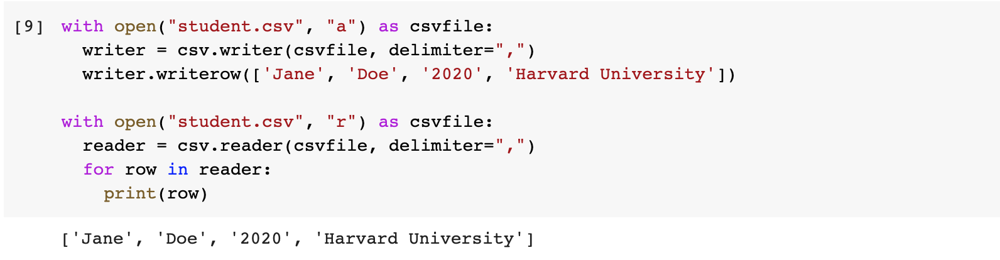 [9] with open("student.csv", "a") as csvfile:
writer = csv.writer(csvfile, delimiter=",")
writer.writerow(['Jane', 'Doe', '2020', 'Harvard University'])
with open("student.csv", "r") as csvfile:
reader = csv.reader(csvfile, delimiter=",")
for row in reader:
print(row)
['Jane', 'Doe', '2020', 'Harvard University']